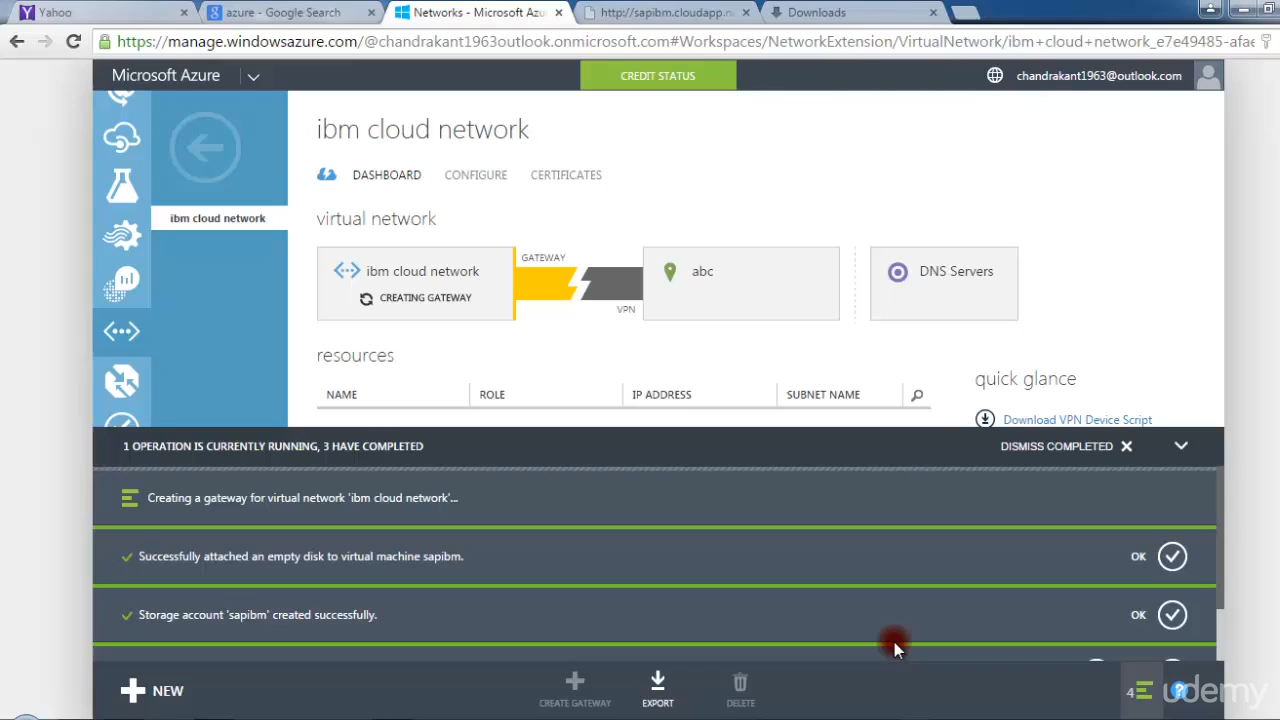 Yahoo
azure - Google Search
Networks - Microsoft Azu
http://sapibm.cloudapp.n
Downloads
https://manage.windowsazure.com/@chandrakant1963outlook.onmicrosoft.com#Workspaces/NetworkExtension/VirtualNetwork/ibm+cloud+network_e7e49485-afae
Microsoft Azure
CREDIT STATUS
chandrakant1963@outlook.com
ibm cloud network
DASHBOARD CONFIGURE CERTIFICATES
ibm cloud network
virtual network
GATEWAY
ibm cloud network
abc
DNS Servers
CREATING GATEWAY
VPN
resources
quick glance
NAME ROLE IP ADDRESS SUBNET NAME
Download VPN Device Script
1 OPERATION IS CURRENTLY RUNNING, 3 HAVE COMPLETED
DISMISS COMPLETED
Creating a gateway for virtual network 'ibm cloud network'...
Successfully attached an empty disk to virtual machine sapibm.
OK
Storage account 'sapibm' created successfully.
OK
NEW
CREATE GATEWAY
EXPORT
DELETE
4
?
udemy